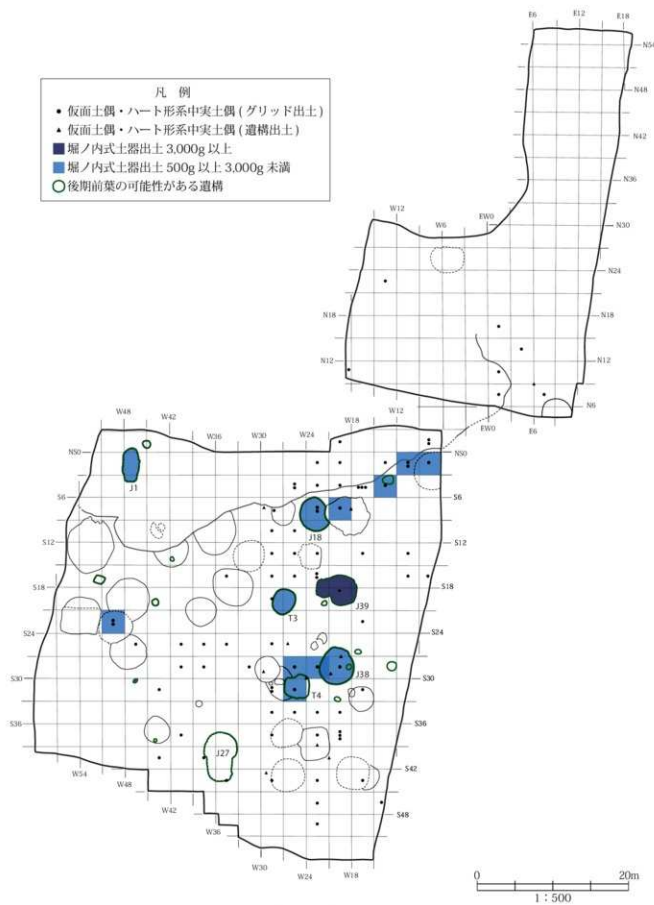 凡 例
仮面土偶・ハート形系中実土偶(グリッド出土)
仮面土偶・ハート形系中実土偶(遺構出土)
堀ノ内式土器出土 3,000g 以上
堀ノ内式土器出土 500g 以上 3,000g 未満
後期前葉の可能性がある遺構
E6 E12 E18
N54
N48
N42
N36
W12 W6 EW0
N30
N24
N18 N18
N12 N12
N6
EW0 E6
W48 W42 W36 W30 W24 W18 W12
NS0 NS0
J1
S6 S6
J18
S12 S12
S18 S18
J39
T3
S24 S24
J38
S30 S30
T4
S36 S36
J27
S42
W54
W48
S48
W42
W36
W30
W24 W18
0 20m
1:500